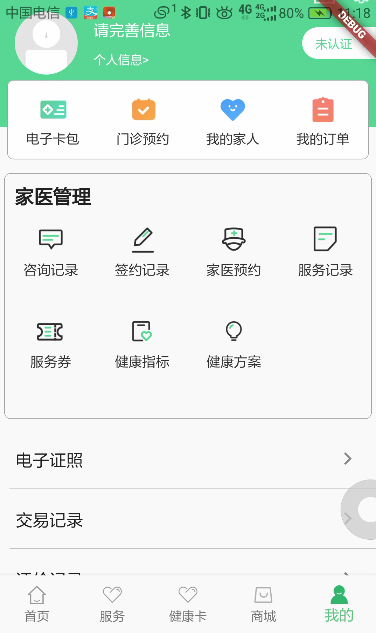 中国电信 4G 4G 2G 80% 1:18
DEBUG
请完善信息
未认证
个人信息>
电子卡包 门诊预约 我的家人 我的订单
家医管理
咨询记录 签约记录 家医预约 服务记录
服务券 健康指标 健康方案
电子证照
交易记录
首页 服务 健康卡 商城 我的